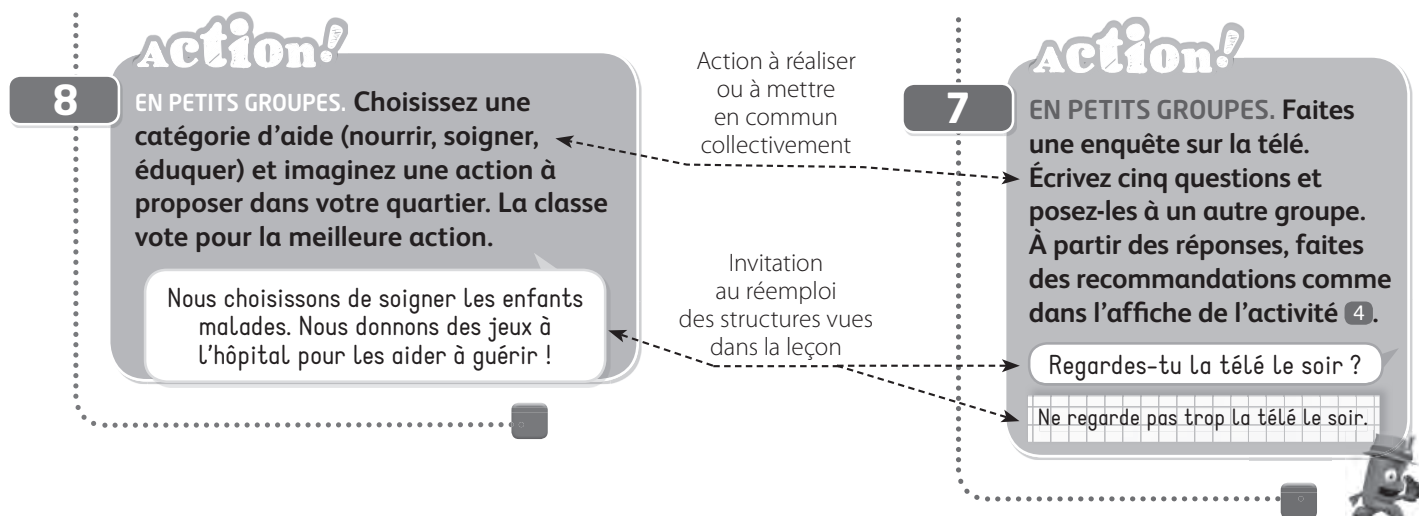 Action!
8
EN PETITS GROUPES. Choisissez une
catégorie d'aide (nourrir, soigner,
éduquer) et imaginez une action à
proposer dans votre quartier. La classe
vote pour la meilleure action.
Nous choisissons de soigner les enfants
malades. Nous donnons des jeux à
l'hôpital pour les aider à guérir !
Action à réaliser
ou à mettre
en commun
collectivement
Invitation
au réemploi
des structures vues
dans la leçon
Action!
7
EN PETITS GROUPES. Faites
une enquête sur la télé.
Écrivez cinq questions et
posez-les à un autre groupe.
À partir des réponses, faites
des recommandations comme
dans l'affiche de l'activité 4.
Regardes-tu la télé le soir ?
Ne regarde pas trop la télé le soir.